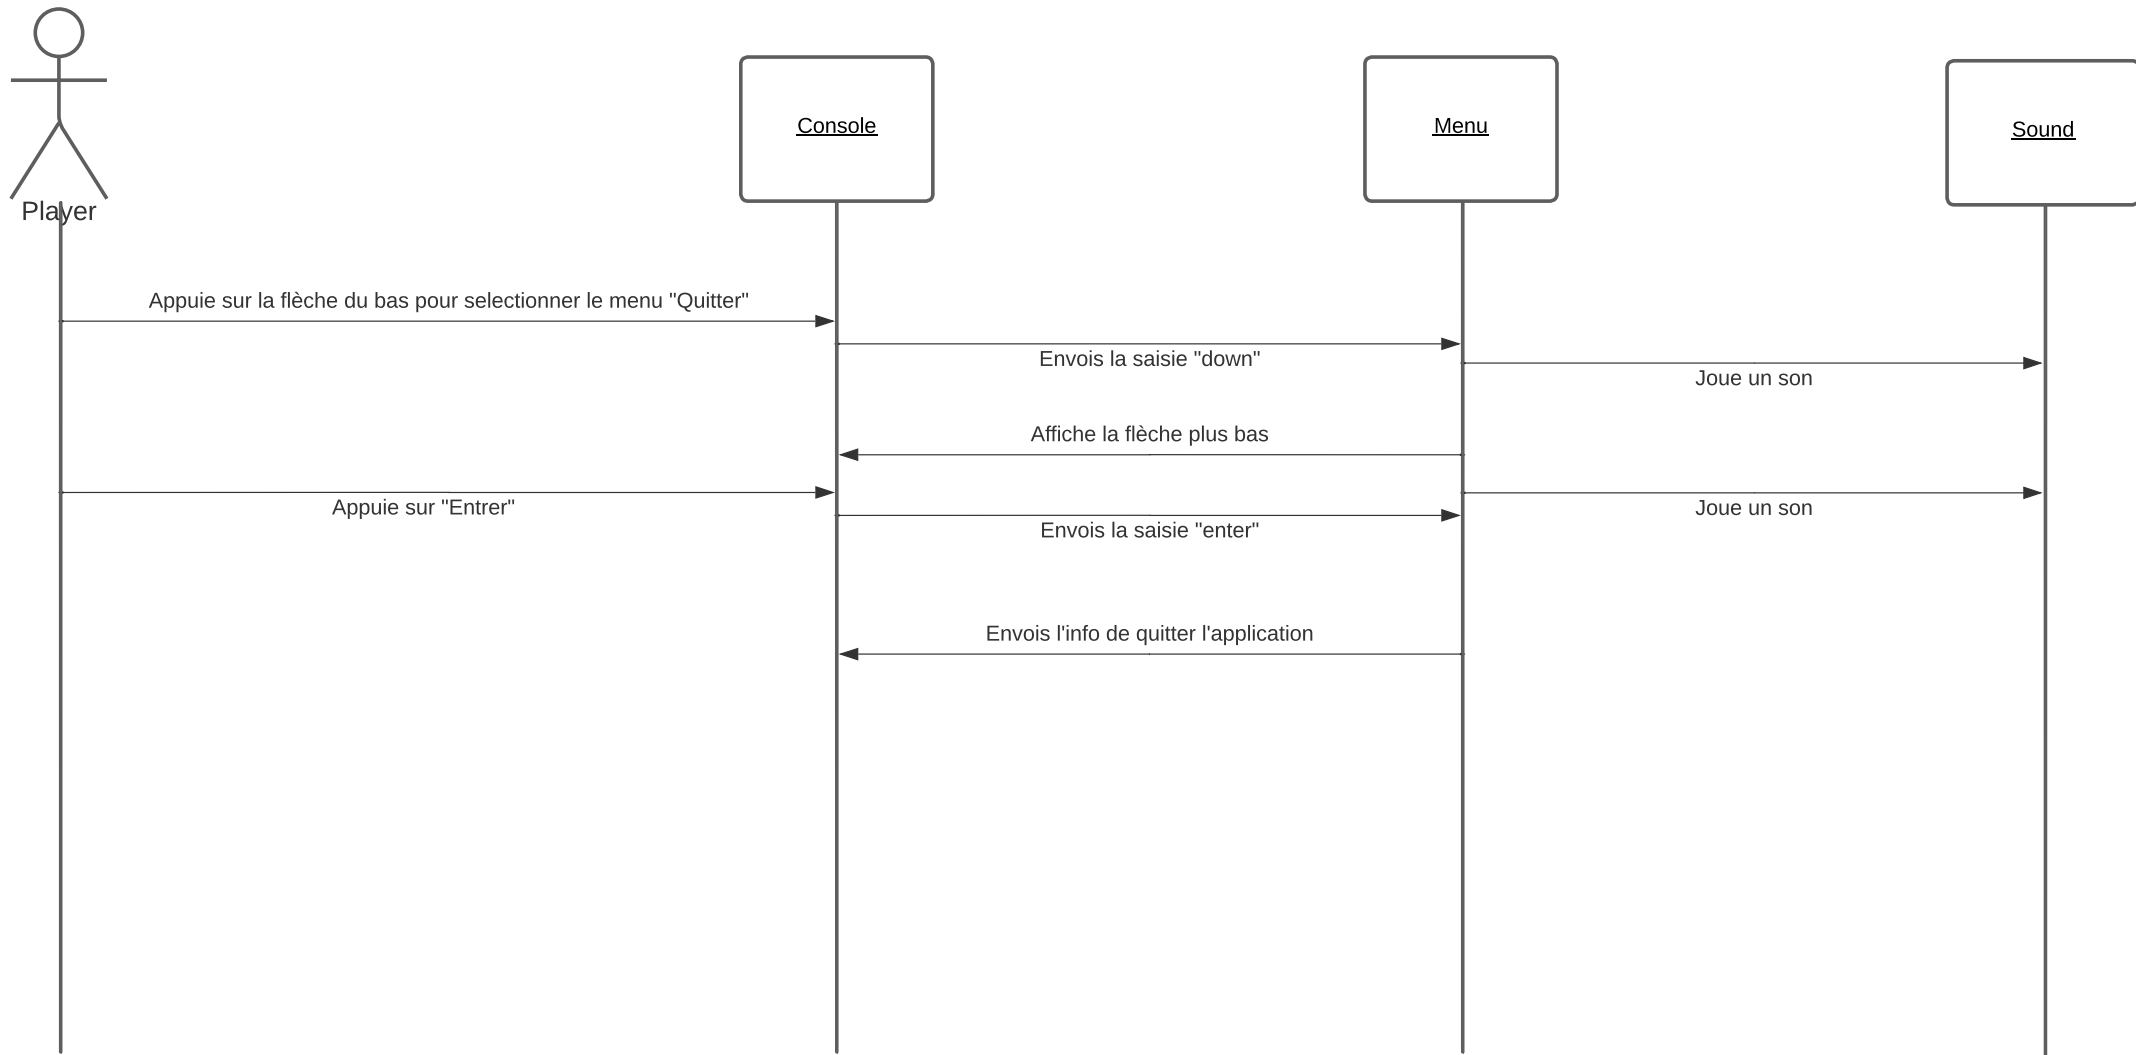 Player
Console
Menu
Sound
Appuie sur la flèche du bas pour selectionner le menu "Quitter"
Envois la saisie "down"
Joue un son
Affiche la flèche plus bas
Appuie sur "Entrer"
Joue un son
Envois la saisie "enter"
Envois l'info de quitter l'application